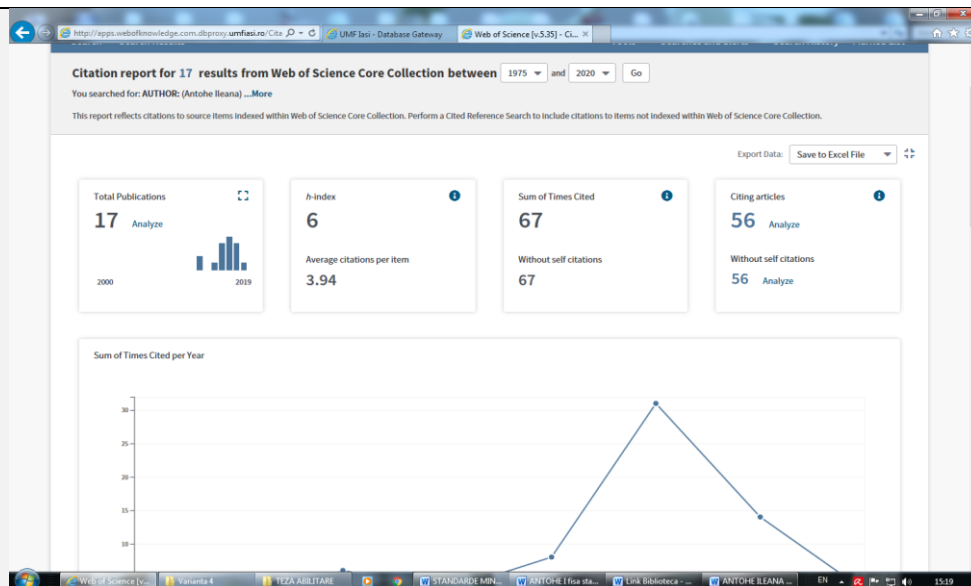 http://apps.webofknowledge.com.dbproxy.umfiasi.ro/Cita
UMF Iasi - Database Gateway
Web of Science [v.5.35] - Ci...
Citation report for 17 results from Web of Science Core Collection between 1975 and 2020 Go
You searched for: AUTHOR: (Antohe Ileana) ...More
This report reflects citations to source items indexed within Web of Science Core Collection. Perform a Cited Reference Search to include citations to items not indexed within Web of Science Core Collection.
Export Data: Save to Excel File
Total Publications
17 Analyze
2000 2019
h-index
6
Average citations per item
3.94
Sum of Times Cited
67
Without self citations
67
Citing articles
56 Analyze
Without self citations
56 Analyze
Sum of Times Cited per Year
30
25
20
15
10
Web of Science [v...
Varianta 4
TEZA ABILITARE
STANDARDE MIN...
ANTOHE I fisa sta...
Link Biblioteca - ...
ANTOHE ILEANA ...
EN
15:19